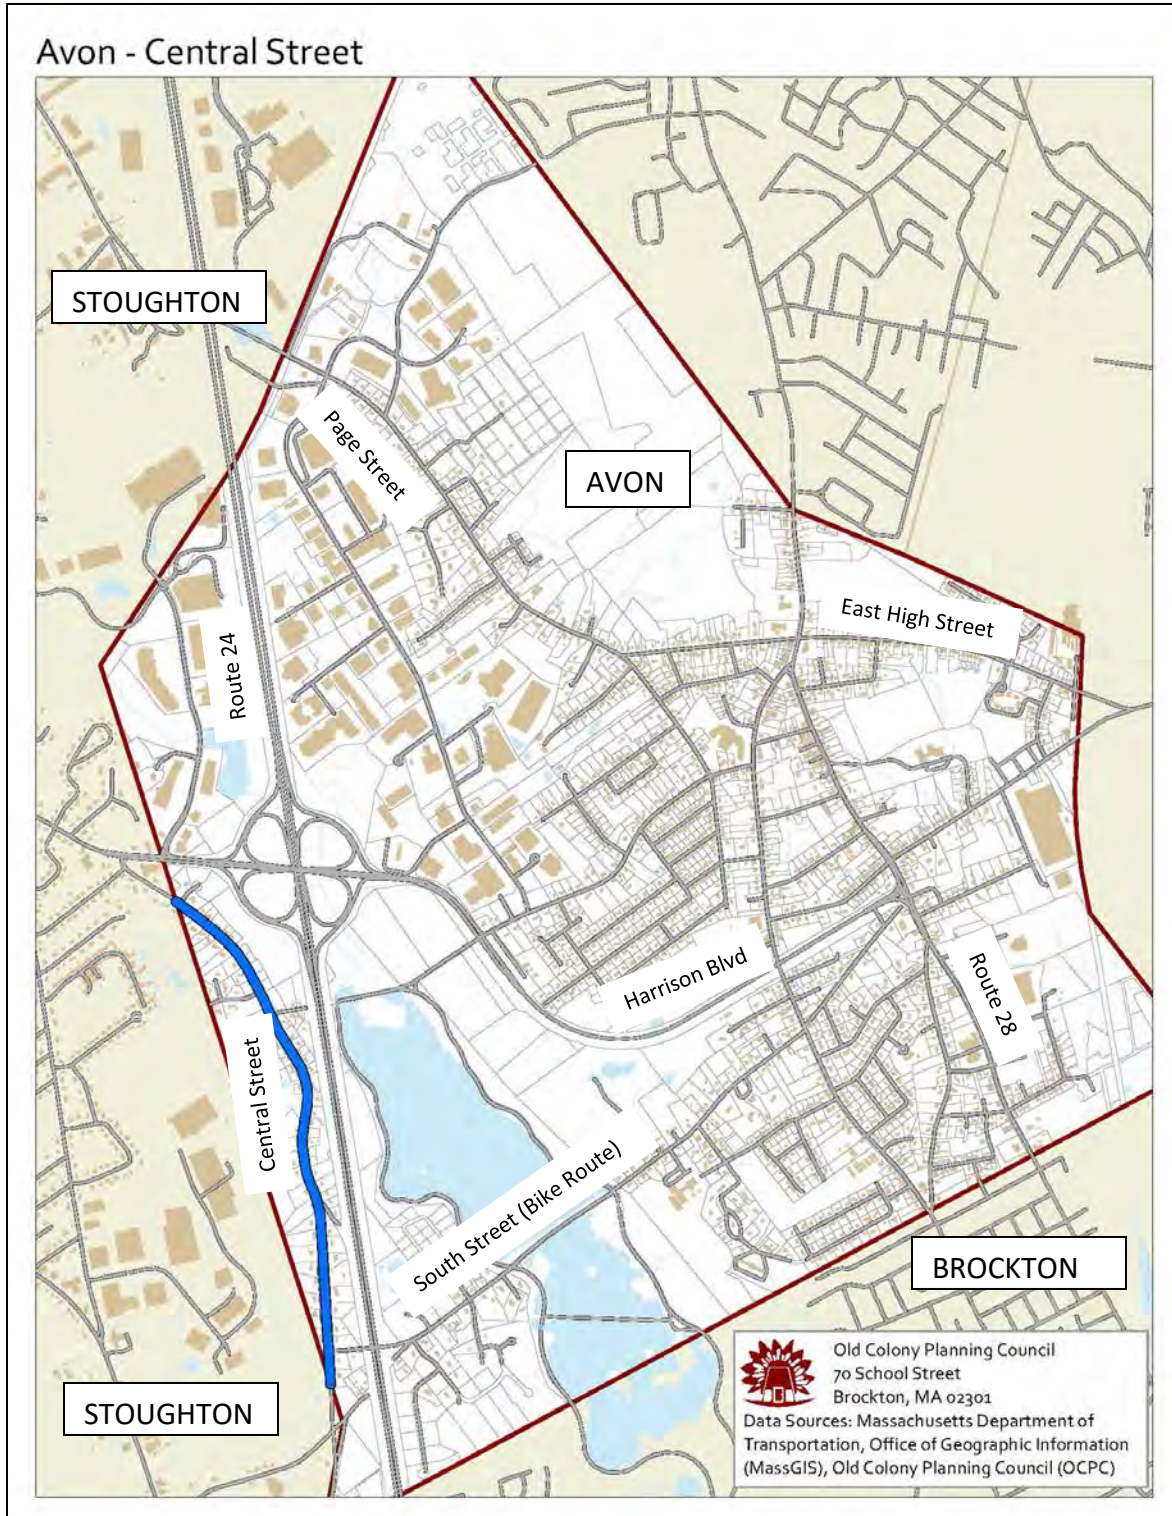 Avon - Central Street
STOUGHTON
Page Street
AVON
East High Street
Route 24
Harrison Blvd
Route 28
Central Street
South Street (Bike Route)
BROCKTON
STOUGHTON
Old Colony Planning Council
70 School Street
Brockton, MA 02301
Data Sources: Massachusetts Department of
Transportation, Office of Geographic Information
(MassGIS), Old Colony Planning Council (OCPC)